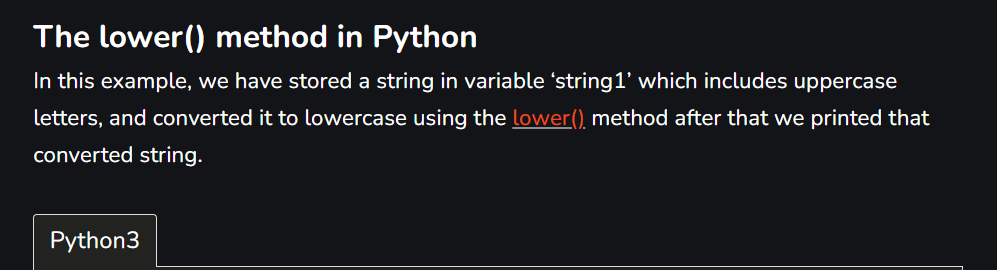 The lower() method in Python
In this example, we have stored a string in variable ‘string1’ which includes uppercase
letters, and converted it to lowercase using the lower() method after that we printed that
converted string.
Python3